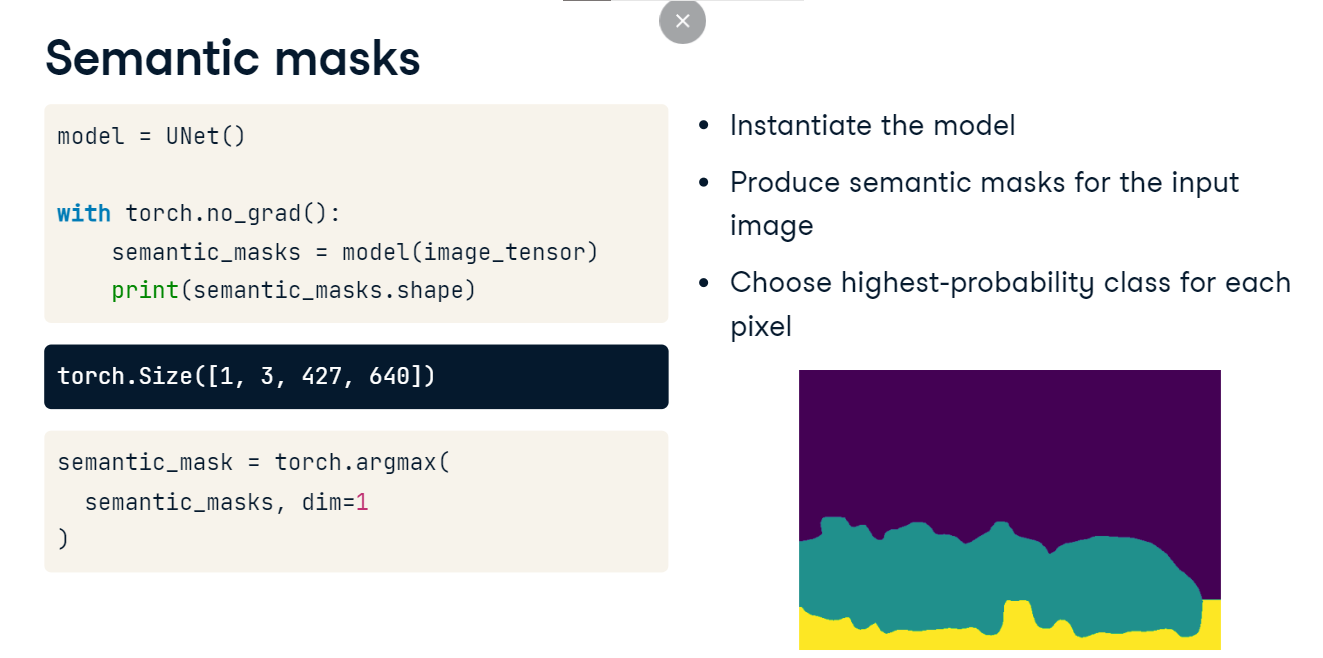 Semantic masks
model = UNet()
with torch.no_grad():
    semantic_masks = model(image_tensor)
    print(semantic_masks.shape)
torch.Size([1, 3, 427, 640])
semantic_mask = torch.argmax(
  semantic_masks, dim=1
)
• Instantiate the model
• Produce semantic masks for the input
image
• Choose highest-probability class for each
pixel